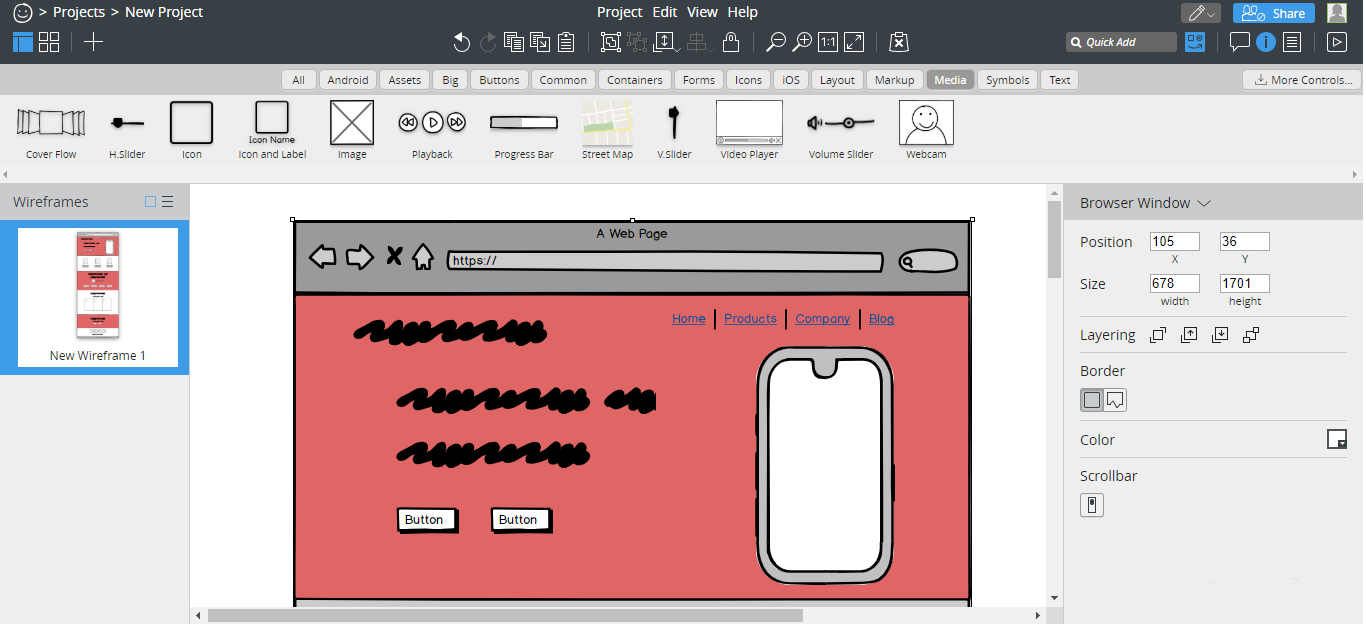 > Projects > New Project
Project Edit View Help
Share
1:1
Quick Add
All Android Assets Big Buttons Common Containers Forms Icons iOS Layout Markup Media Symbols Text
More Controls...
Icon Name
Cover Flow H.Slider Icon Icon and Label Image Playback Progress Bar Street Map V.Slider Video Player Volume Slider Webcam
Wireframes
New Wireframe 1
A Web Page
https://
Home Products Company Blog
Button Button
Browser Window
Position 105 36
X Y
Size 678 1701
width height
Layering
Border
Color
Scrollbar